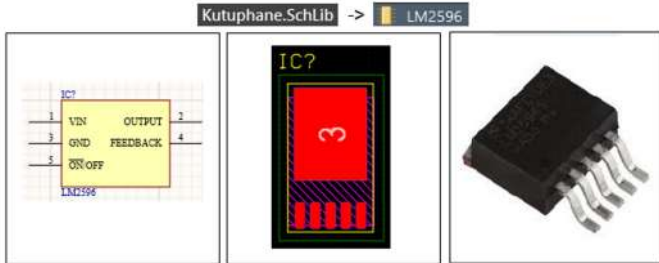 Kutuphane.SchLib -> LM2596
IC?
1 VIN OUTPUT 2
3 GND FEEDBACK 4
5 ON/OFF
LM2596
IC?
3